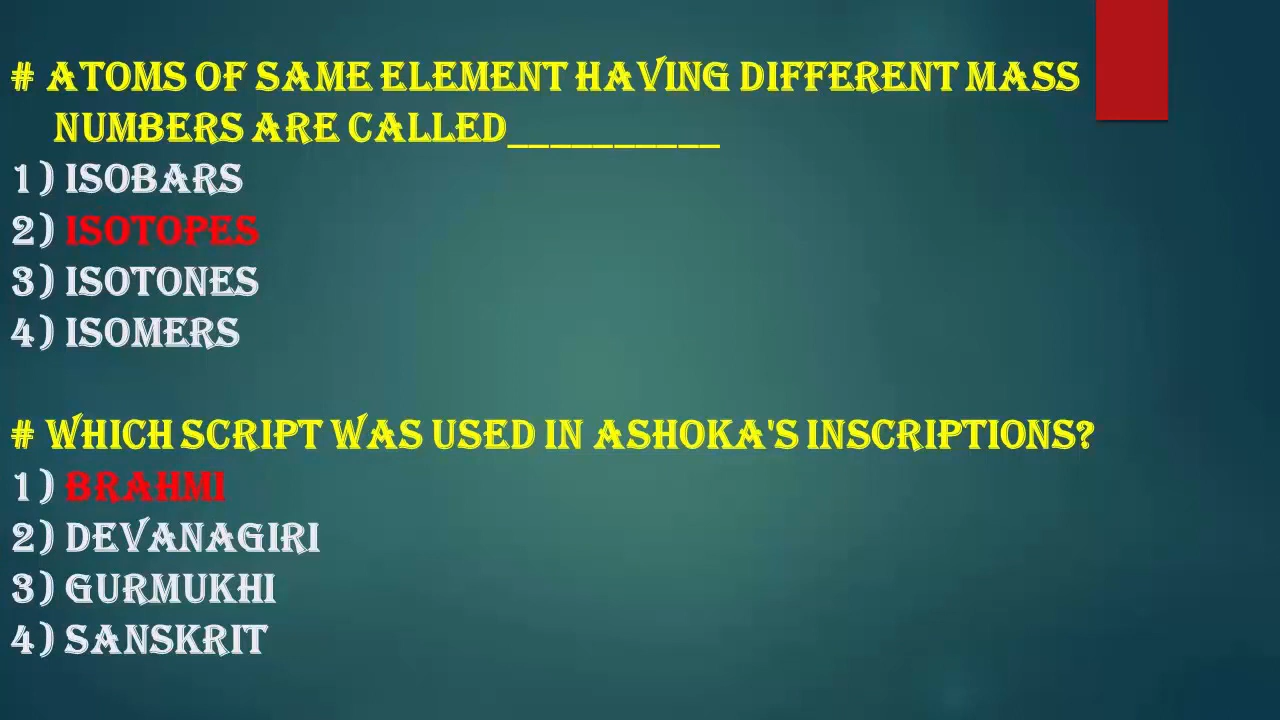 # ATOMS OF SAME ELEMENT HAVING DIFFERENT MASS
NUMBERS ARE CALLED__________
1) ISOBARS
2) ISOTOPES
3) ISOTONES
4) ISOMERS
# WHICH SCRIPT WAS USED IN ASHOKA'S INSCRIPTIONS?
1) BRAHMI
2) DEVANAGIRI
3) GURMUKHI
4) SANSKRIT